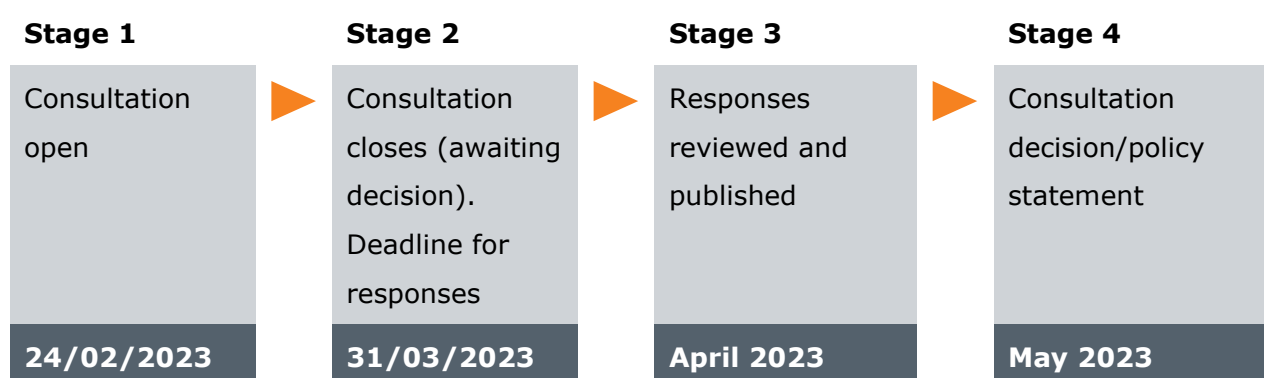 Stage 1
Consultation
open
24/02/2023
Stage 2
Consultation
closes (awaiting
decision).
Deadline for
responses
31/03/2023
Stage 3
Responses
reviewed and
published
April 2023
Stage 4
Consultation
decision/policy
statement
May 2023